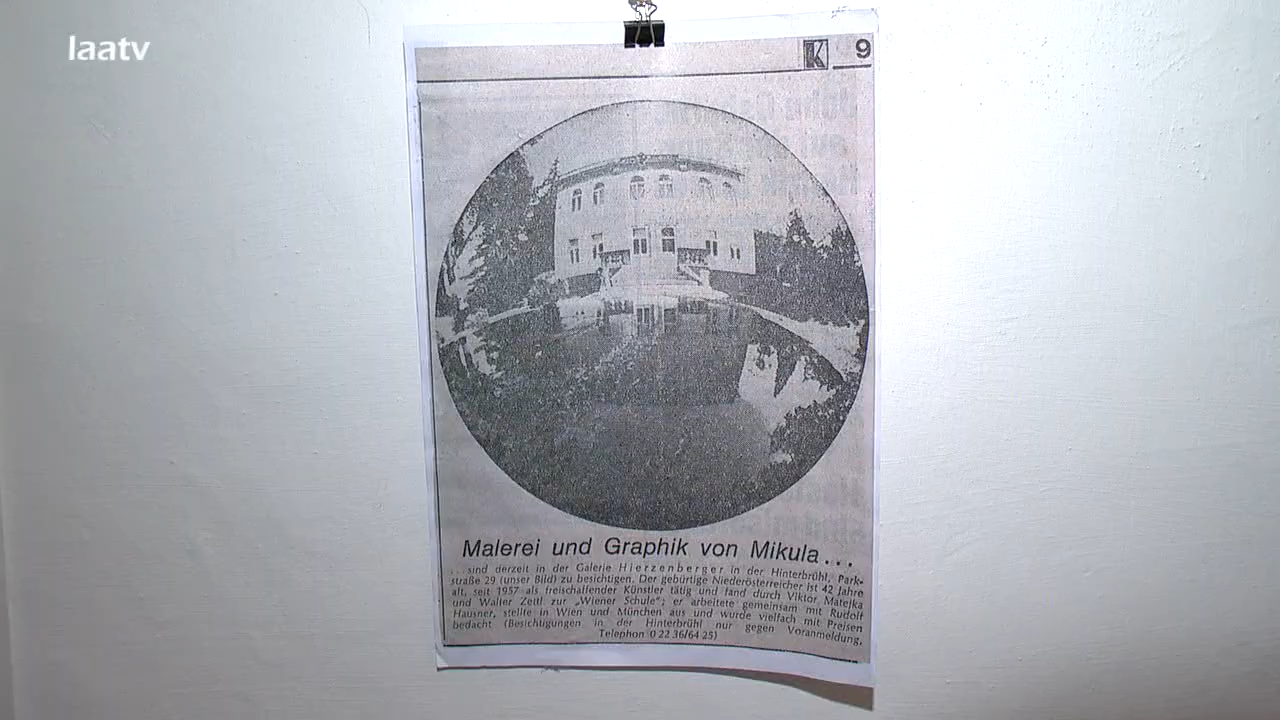 laatv
K 9
Malerei und Graphik von Mikula...
...sind derzeit in der Galerie Hierzenberger in der Hinterbrühl, Park-
straße 29 (unser Bild) zu besichtigen. Der gebürtige Niederösterreicher ist 42 Jahre
alt, seit 1957 als freischaffender Künstler tätig und fand durch Viktor Matejka
und Walter Zettl zur „Wiener Schule"; er arbeitete gemeinsam mit Rudolf
Hausner, stellte in Wien und München aus und wurde vielfach mit Preisen
bedacht (Besichtigungen in der Hinterbrühl nur gegen Voranmeldung,
Telephon 0 22 36/64 25)